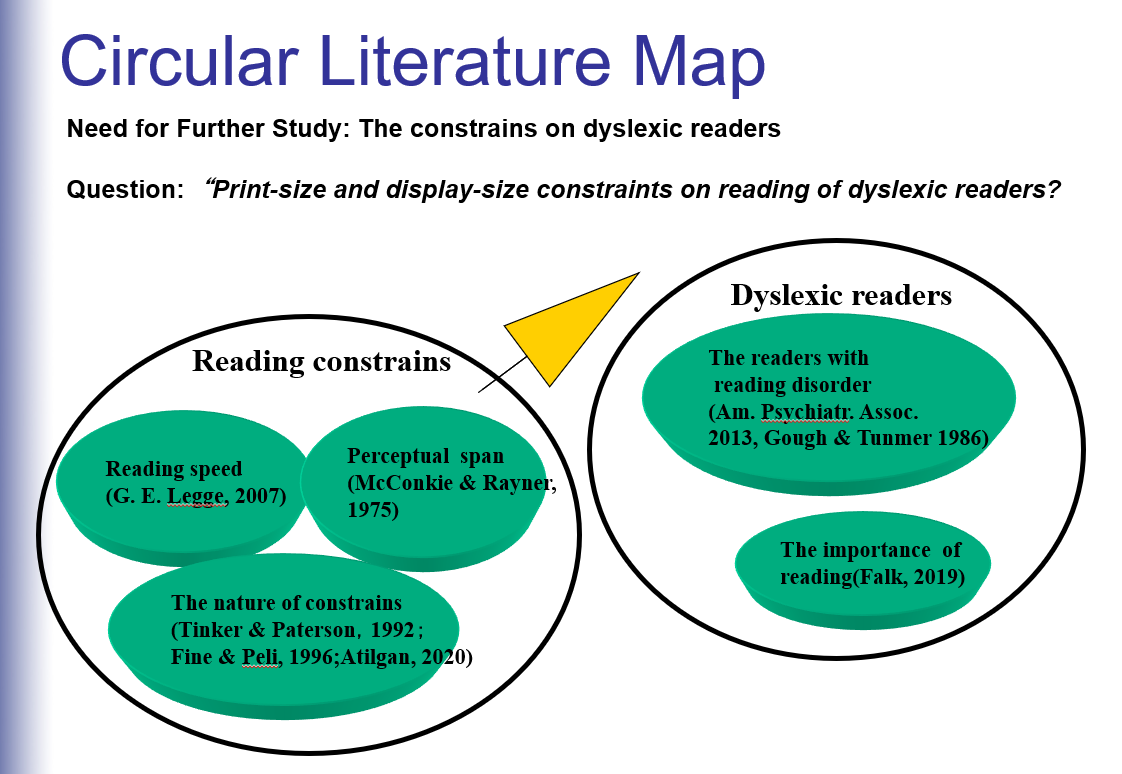 Circular Literature Map
Need for Further Study: The constrains on dyslexic readers
Question: “Print-size and display-size constraints on reading of dyslexic readers?
Reading constrains
Reading speed
(G. E. Legge, 2007)
Perceptual span
(McConkie & Rayner,
1975)
The nature of constrains
(Tinker & Paterson, 1992;
Fine & Peli, 1996;Atilgan, 2020)
Dyslexic readers
The readers with
reading disorder
(Am. Psychiatr. Assoc.
2013, Gough & Tunmer 1986)
The importance of
reading(Falk, 2019)